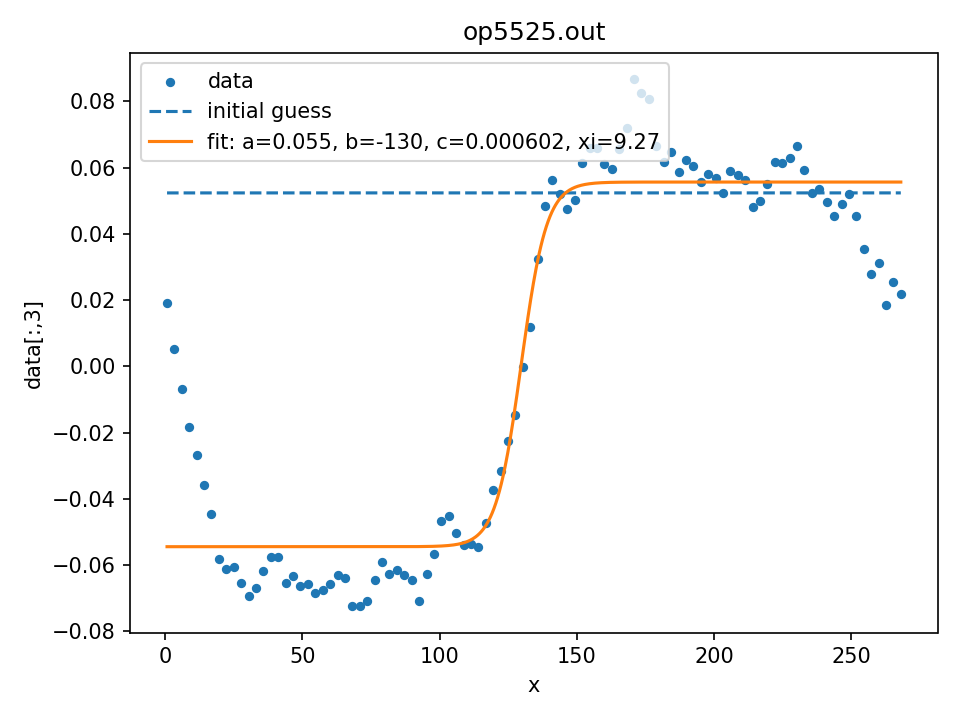 op5525.out
data
initial guess
fit: a=0.055, b=-130, c=0.000602, xi=9.27
0.08
0.06
0.04
0.02
0.00
−0.02
−0.04
−0.06
−0.08
data[:,3]
0 50 100 150 200 250
x